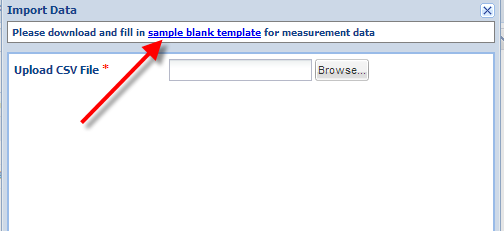 Import Data
Please download and fill in sample blank template for measurement data
Upload CSV File *
Browse...